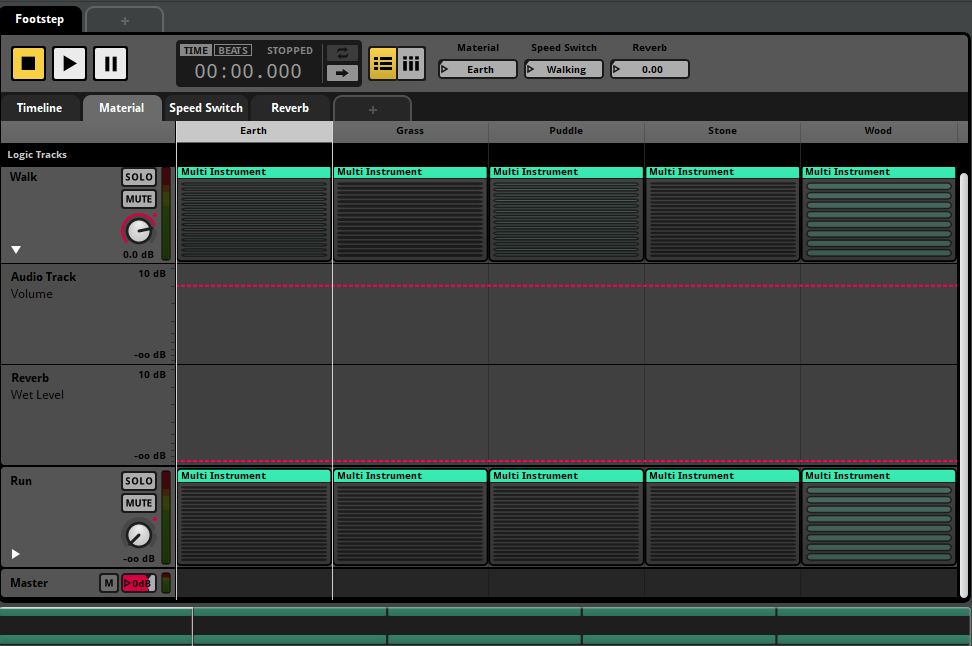 Footstep
+
TIME BEATS STOPPED
00:00.000
Material Speed Switch Reverb
Earth Walking 0.00
Timeline Material Speed Switch Reverb +
Earth Grass Puddle Stone Wood
Logic Tracks
Walk SOLO
MUTE
0.0 dB
Multi Instrument Multi Instrument Multi Instrument Multi Instrument Multi Instrument
Audio Track 10 dB
Volume
-oo dB
Reverb 10 dB
Wet Level
-oo dB
Run SOLO
MUTE
-oo dB
Multi Instrument Multi Instrument Multi Instrument Multi Instrument Multi Instrument
Master M 0dB